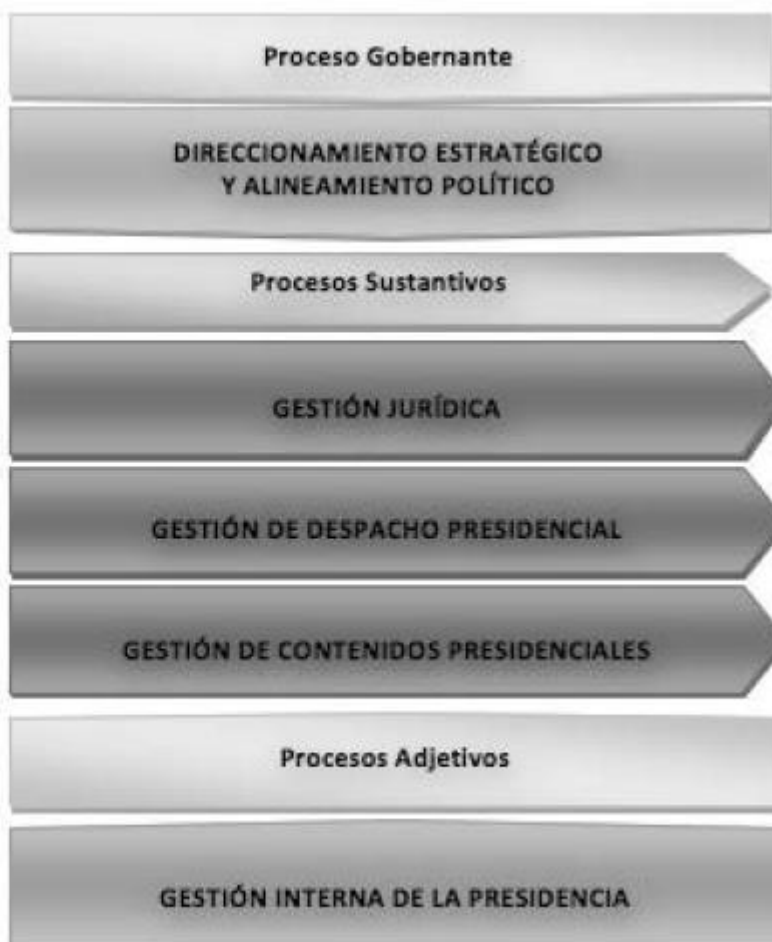 Proceso Gobernante
DIRECCIONAMIENTO ESTRATÉGICO
Y ALINEAMIENTO POLÍTICO
Procesos Sustantivos
GESTIÓN JURÍDICA
GESTIÓN DE DESPACHO PRESIDENCIAL
GESTIÓN DE CONTENIDOS PRESIDENCIALES
Procesos Adjetivos
GESTIÓN INTERNA DE LA PRESIDENCIA